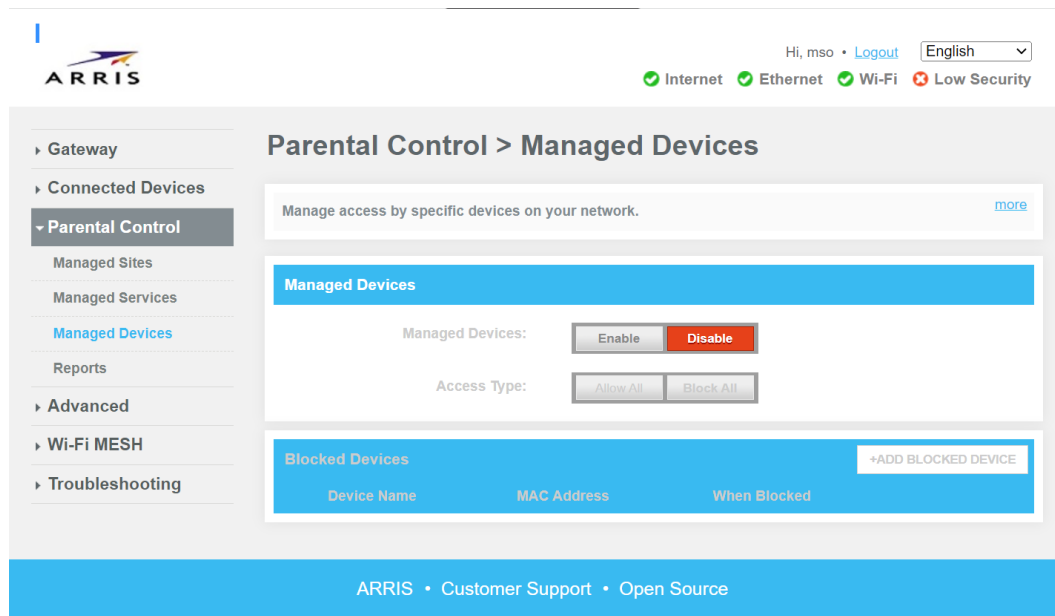 ARRIS
Hi, mso • Logout English
Internet Ethernet Wi-Fi Low Security
Gateway
Connected Devices
Parental Control
Managed Sites
Managed Services
Managed Devices
Reports
Advanced
Wi-Fi MESH
Troubleshooting
Parental Control > Managed Devices
Manage access by specific devices on your network. more
Managed Devices
Managed Devices: Enable Disable
Access Type: Allow All Block All
Blocked Devices +ADD BLOCKED DEVICE
Device Name MAC Address When Blocked
ARRIS • Customer Support • Open Source